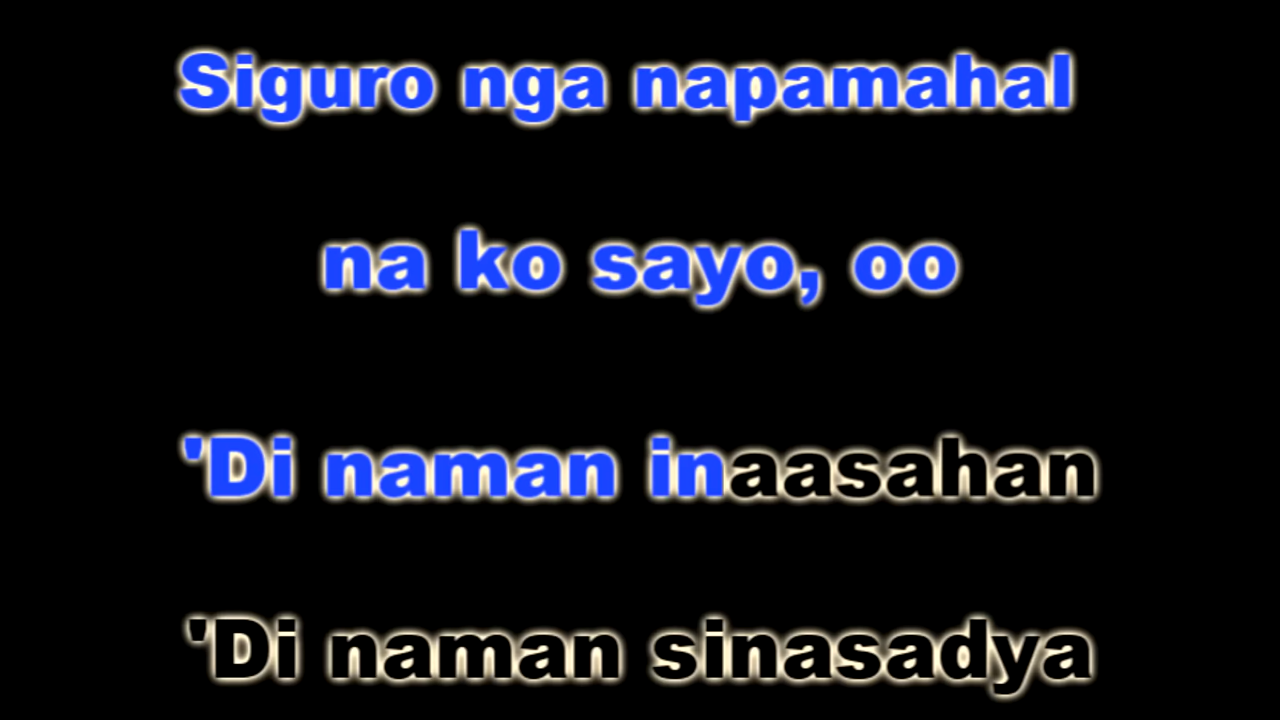 Siguro nga napamahal
na ko sayo, oo
'Di naman inaasahan
'Di naman sinasadya